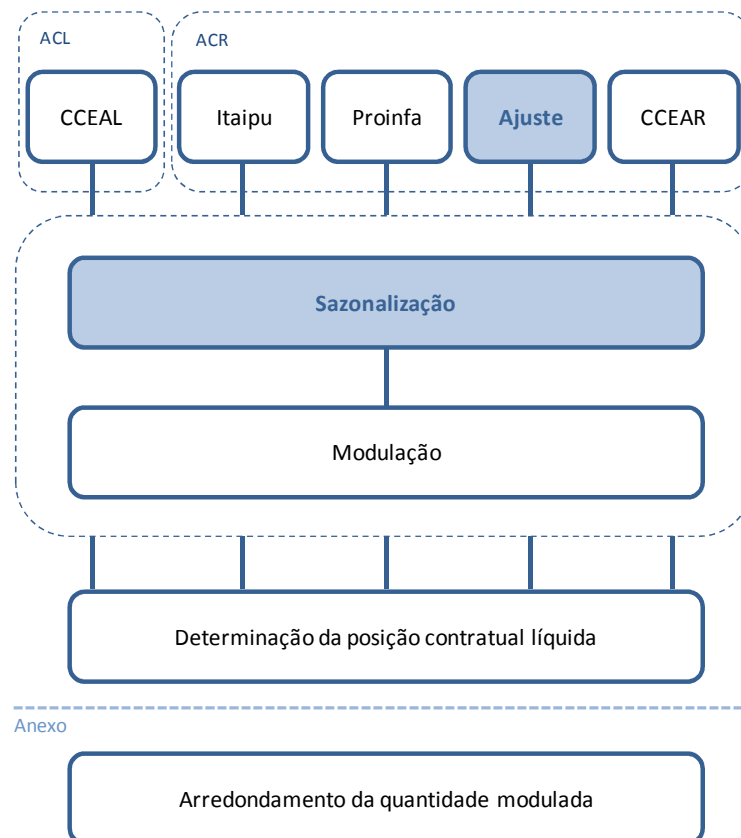 ACL
ACR
CCEAL
Itaipu
Proinfa
Ajuste
CCEAR
Sazonalização
Modulação
Determinação da posição contratual líquida
Anexo
Arredondamento da quantidade modulada